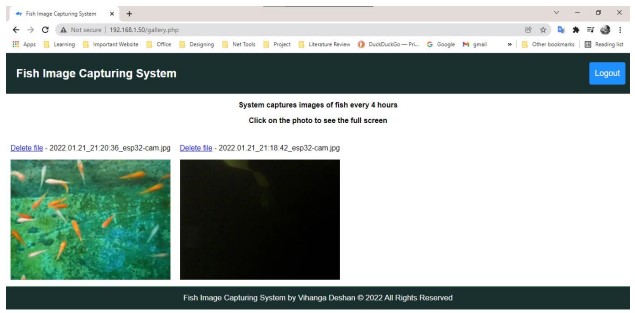 Fish Image Capturing System
Not secure | 192.168.1.50/gallery.php
Apps Learning Important Website Office Designing Net Tools Project Literature Review DuckDuckGo — Pri... Google gmail » Other bookmarks Reading list
Fish Image Capturing System Logout
System captures images of fish every 4 hours
Click on the photo to see the full screen
Delete file - 2022.01.21_21:20:36_esp32-cam.jpg Delete file - 2022.01.21_21:18:42_esp32-cam.jpg
Fish Image Capturing System by Vihanga Deshan © 2022 All Rights Reserved